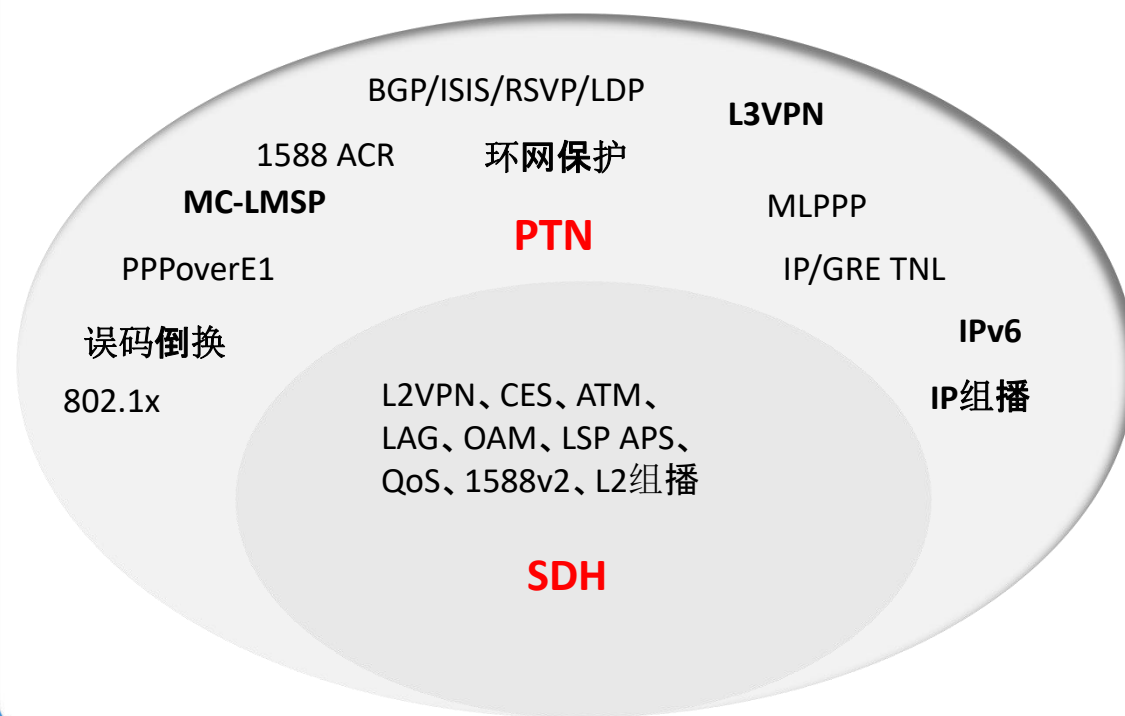 BGP/ISIS/RSVP/LDP
L3VPN
1588 ACR
环网保护
MC-LMSP
MLPPP
PTN
PPPoverE1
IP/GRE TNL
误码倒换
IPv6
802.1x
IP组播
L2VPN、CES、ATM、
LAG、OAM、LSP APS、
QoS、1588v2、L2组播
SDH